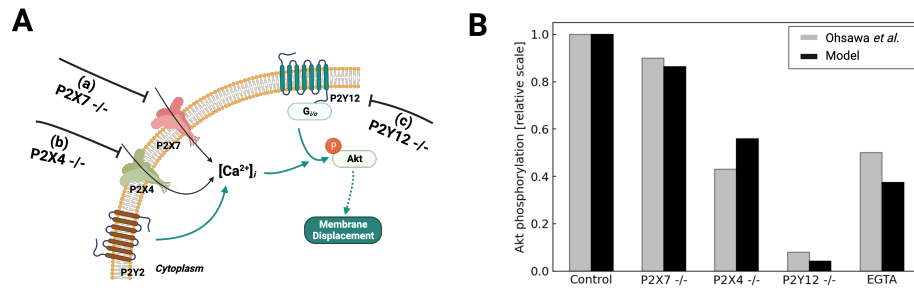 A
(a)
P2X7 -/-
(b)
P2X4 -/-
P2X7
P2X4
P2Y2
Cytoplasm
[Ca²⁺]ᵢ
P2Y12
Gᵢ/ₒ
(c)
P2Y12 -/-
P
Akt
Membrane
Displacement
B
Akt phosphorylation [relative scale]
1.0
0.8
0.6
0.4
0.2
0.0
Ohsawa et al.
Model
Control P2X7 -/- P2X4 -/- P2Y12 -/- EGTA